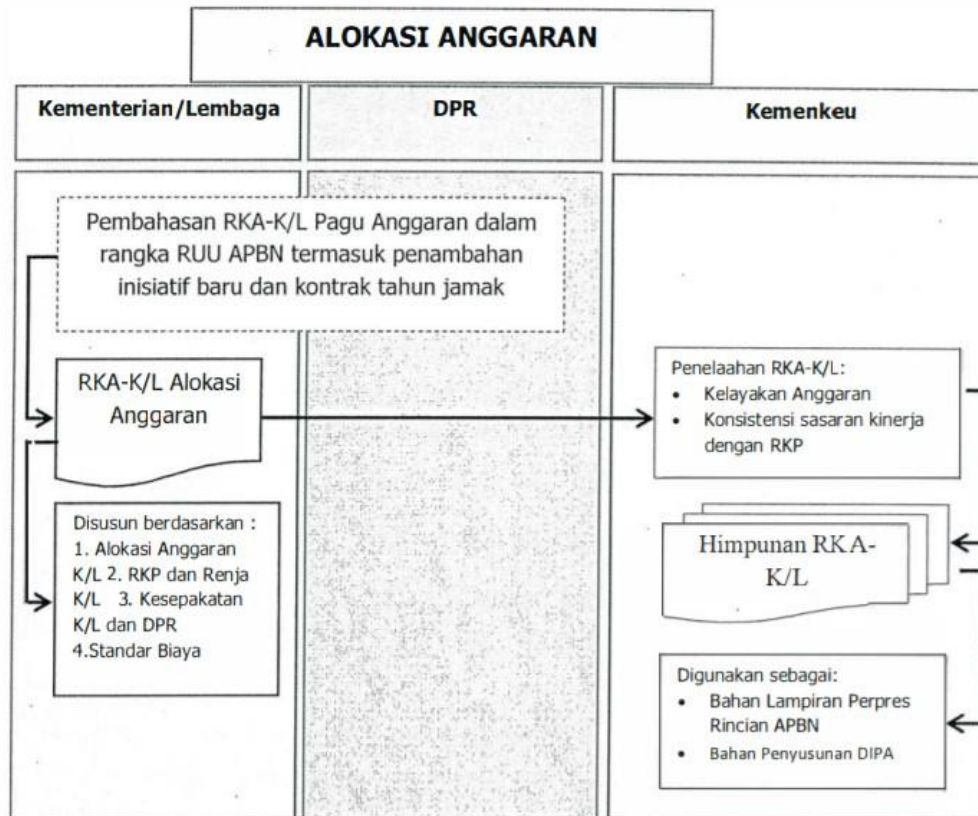 ALOKASI ANGGARAN
Kementerian/Lembaga
DPR
Kemenkeu
Pembahasan RKA-K/L Pagu Anggaran dalam
rangka RUU APBN termasuk penambahan
inisiatif baru dan kontrak tahun jamak
RKA-K/L Alokasi
Anggaran
Penelaahan RKA-K/L:
• Kelayakan Anggaran
• Konsistensi sasaran kinerja
dengan RKP
Disusun berdasarkan :
1. Alokasi Anggaran
K/L 2. RKP dan Renja
K/L 3. Kesepakatan
K/L dan DPR
4.Standar Biaya
Himpunan RKA-
K/L
Digunakan sebagai:
• Bahan Lampiran Perpres
Rincian APBN
• Bahan Penyusunan DIPA